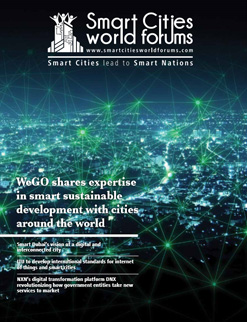 Smart Cities
world forums
www.smartcitiesworldforums.com
Smart Cities lead to Smart Nations
WeGO shares expertise
in smart sustainable
development with cities
around the world
Smart Dubai's vision of a digital and
interconnected city
ITU to develop international standards for internet
of things and smart cities
NXN's digital transformation platform DNX
revolutionizing how government entities take new
services to market